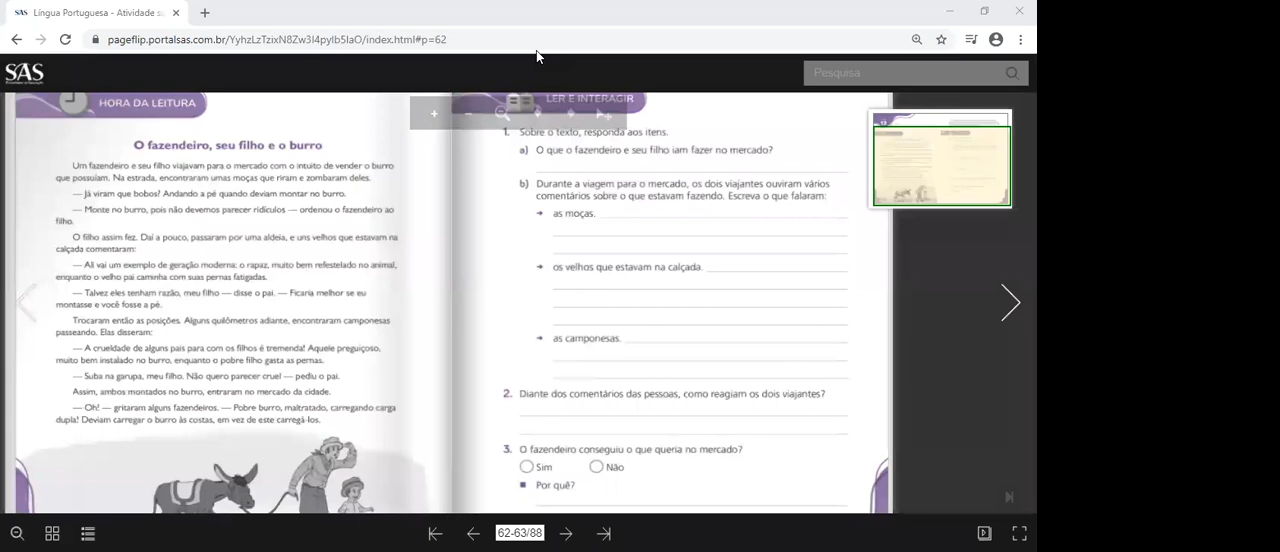 SAS Língua Portuguesa - Atividade su
pageflip.portalsas.com.br/YyhzLzTzixN8Zw3I4pyIb5IaO/index.html#p=62
SAS
Pesquisa
HORA DA LEITURA
O fazendeiro, seu filho e o burro
Um fazendeiro e seu filho viajavam para o mercado com o intuito de vender o burro
que possuíam. Na estrada, encontraram umas moças que riram e zombaram deles.
— Já viram que bobos? Andando a pé quando deviam montar no burro.
— Monte no burro, pois não devemos parecer ridículos — ordenou o fazendeiro ao
filho.
O filho assim fez. Daí a pouco, passaram por uma aldeia, e uns velhos que estavam na
calçada comentaram:
— Ali vai um exemplo de geração moderna: o rapaz, muito bem refestelado no animal,
enquanto o velho pai caminha com suas pernas fatigadas.
— Talvez eles tenham razão, meu filho — disse o pai. — Ficaria melhor se eu
montasse e você fosse a pé.
Trocaram então as posições. Alguns quilômetros adiante, encontraram camponesas
passeando. Elas disseram:
— A crueldade de alguns pais para com os filhos é tremenda! Aquele preguiçoso,
muito bem instalado no burro, enquanto o pobre filho gasta as pernas.
— Suba na garupa, meu filho. Não quero parecer cruel — pediu o pai.
Assim, ambos montados no burro, entraram no mercado da cidade.
— Oh! — gritaram alguns fazendeiros. — Pobre burro, maltratado, carregando carga
dupla! Deviam carregar o burro às costas, em vez de este carregá-los.
LER E INTERAGIR
1. Sobre o texto, responda aos itens.
a) O que o fazendeiro e seu filho iam fazer no mercado?
b) Durante a viagem para o mercado, os dois viajantes ouviram vários
comentários sobre o que estavam fazendo. Escreva o que falaram:
as moças.
os velhos que estavam na calçada.
as camponesas.
2. Diante dos comentários das pessoas, como reagiam os dois viajantes?
3. O fazendeiro conseguiu o que queria no mercado?
Sim Não
Por quê?
62-63/88